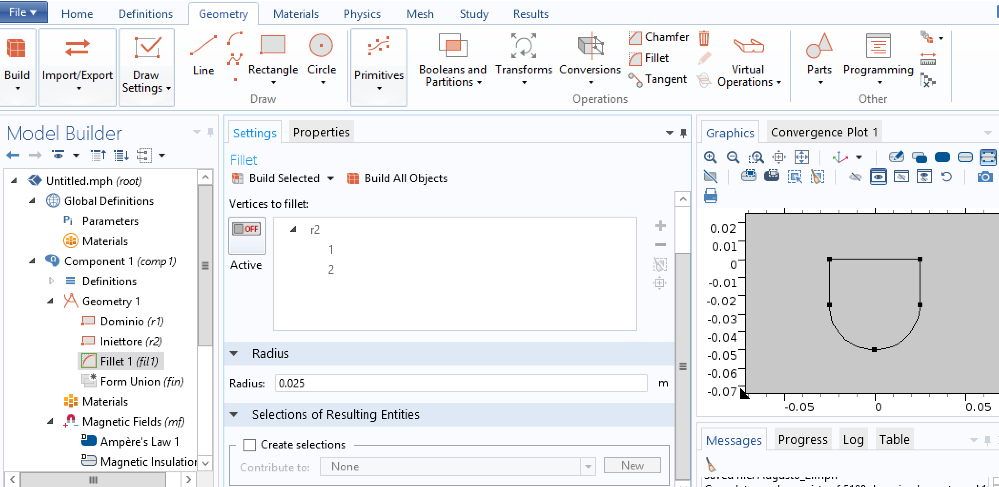 File
Home
Definitions
Geometry
Materials
Physics
Mesh
Study
Results
Build
Import/Export
Draw
Settings
Line
Rectangle
Circle
Draw
Primitives
Booleans and
Partitions
Transforms
Conversions
Chamfer
Fillet
Tangent
Virtual
Operations
Operations
Parts
Programming
Other
Model Builder
Untitled.mph (root)
Global Definitions
Pi Parameters
Materials
Component 1 (comp1)
Definitions
Geometry 1
Dominio (r1)
Iniettore (r2)
Fillet 1 (fil1)
Form Union (fin)
Materials
Magnetic Fields (mf)
D Ampère's Law 1
D Magnetic Insulation
Settings
Properties
Fillet
Build Selected
Build All Objects
Vertices to fillet:
OFF
Active
r2
1
2
Radius
Radius: 0.025 m
Selections of Resulting Entities
Create selections
Contribute to: None New
Graphics
Convergence Plot 1
0.02
0.01
0
-0.01
-0.02
-0.03
-0.04
-0.05
-0.06
-0.07
-0.05 0 0.05
Messages
Progress
Log
Table